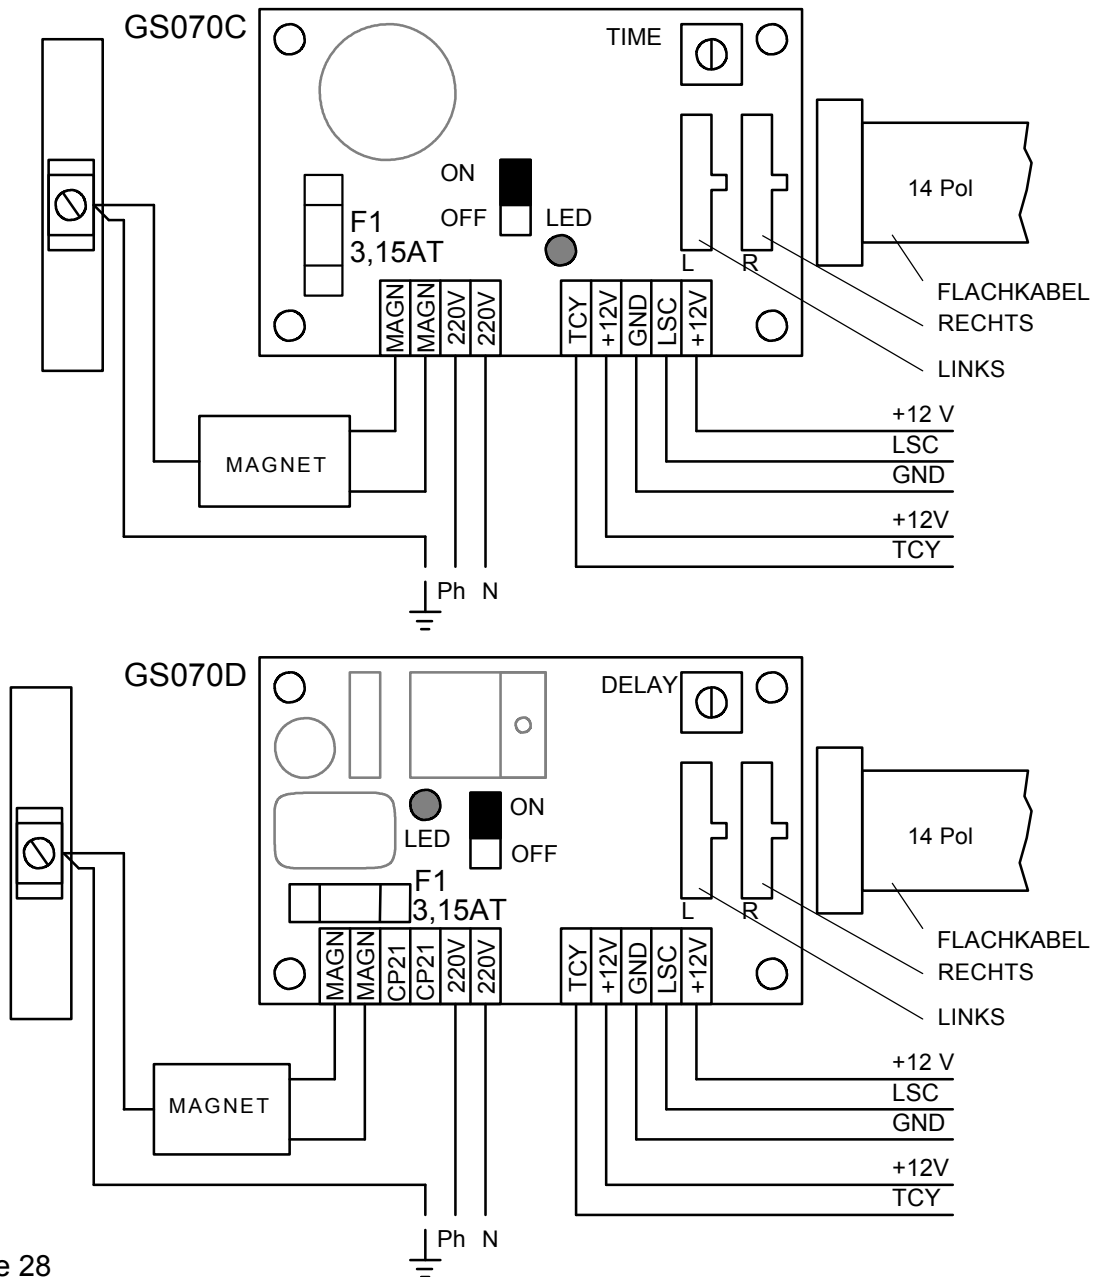 GS070C
TIME
ON
OFF
LED
F1
3,15AT
14 Pol
L
R
MAGN
MAGN
220V
220V
TCY
+12V
GND
LSC
+12V
FLACHKABEL
RECHTS
LINKS
MAGNET
+12 V
LSC
GND
+12V
TCY
Ph N
GS070D
DELAY
ON
OFF
LED
F1
3,15AT
14 Pol
L
R
MAGN
MAGN
CP21
CP21
220V
220V
TCY
+12V
GND
LSC
+12V
FLACHKABEL
RECHTS
LINKS
MAGNET
+12 V
LSC
GND
+12V
TCY
Ph N
e 28